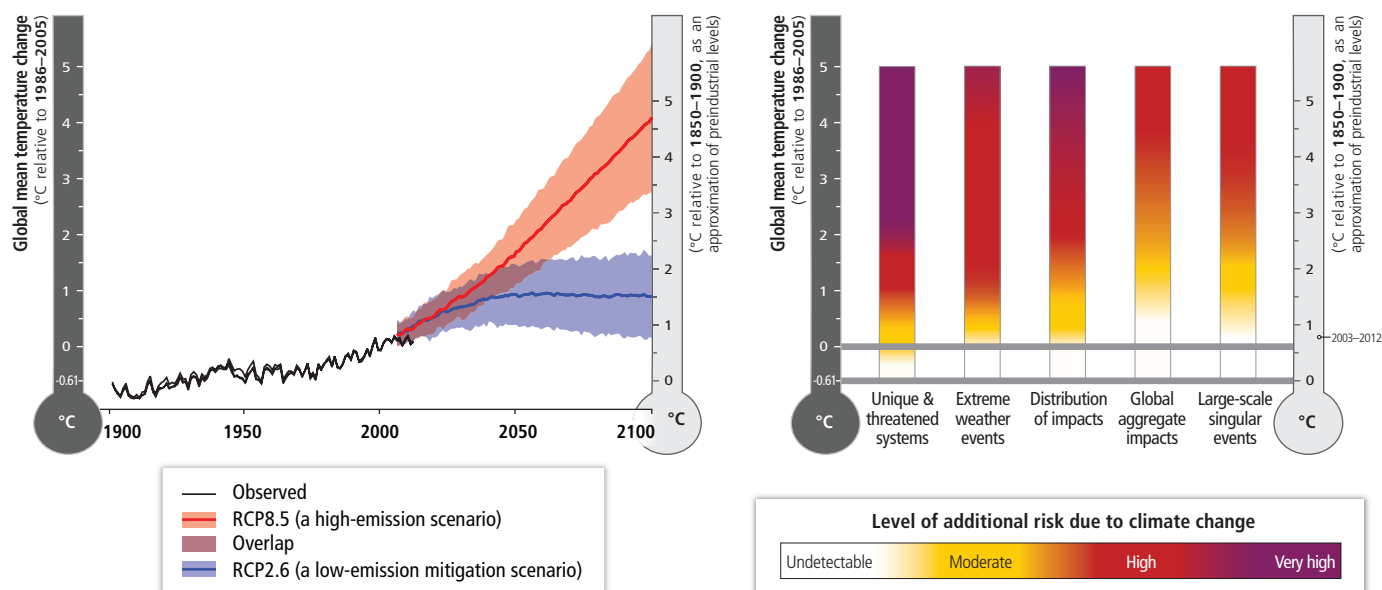 Global mean temperature change
(°C relative to 1986–2005)
5
4
3
2
1
0
-0.61
°C
5
4
3
2
1
0
°C
(°C relative to 1850–1900, as an
approximation of preindustrial levels)
1900
1950
2000
2050
2100
Observed
RCP8.5 (a high-emission scenario)
Overlap
RCP2.6 (a low-emission mitigation scenario)
Global mean temperature change
(°C relative to 1986–2005)
5
4
3
2
1
0
-0.61
°C
5
4
3
2
1
0
2003–2012
°C
(°C relative to 1850–1900, as an
approximation of preindustrial levels)
Unique &
threatened
systems
Extreme
weather
events
Distribution
of impacts
Global
aggregate
impacts
Large-scale
singular
events
Level of additional risk due to climate change
Undetectable Moderate High Very high